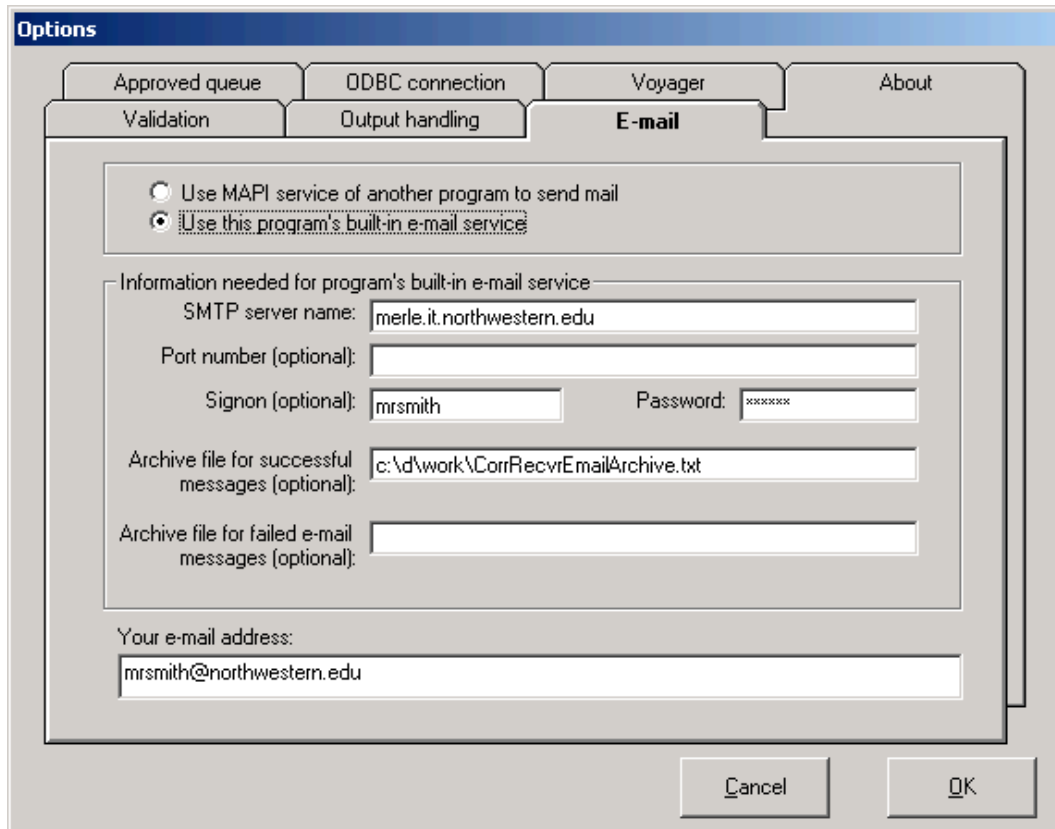 Options
Approved queue ODBC connection Voyager About
Validation Output handling E-mail
Use MAPI service of another program to send mail
Use this program's built-in e-mail service
Information needed for program's built-in e-mail service
SMTP server name: merle.it.northwestern.edu
Port number (optional):
Signon (optional): mrsmith Password: ******
Archive file for successful c:\d\work\CorrRecvrEmailArchive.txt
messages (optional):
Archive file for failed e-mail
messages (optional):
Your e-mail address:
mrsmith@northwestern.edu
Cancel OK